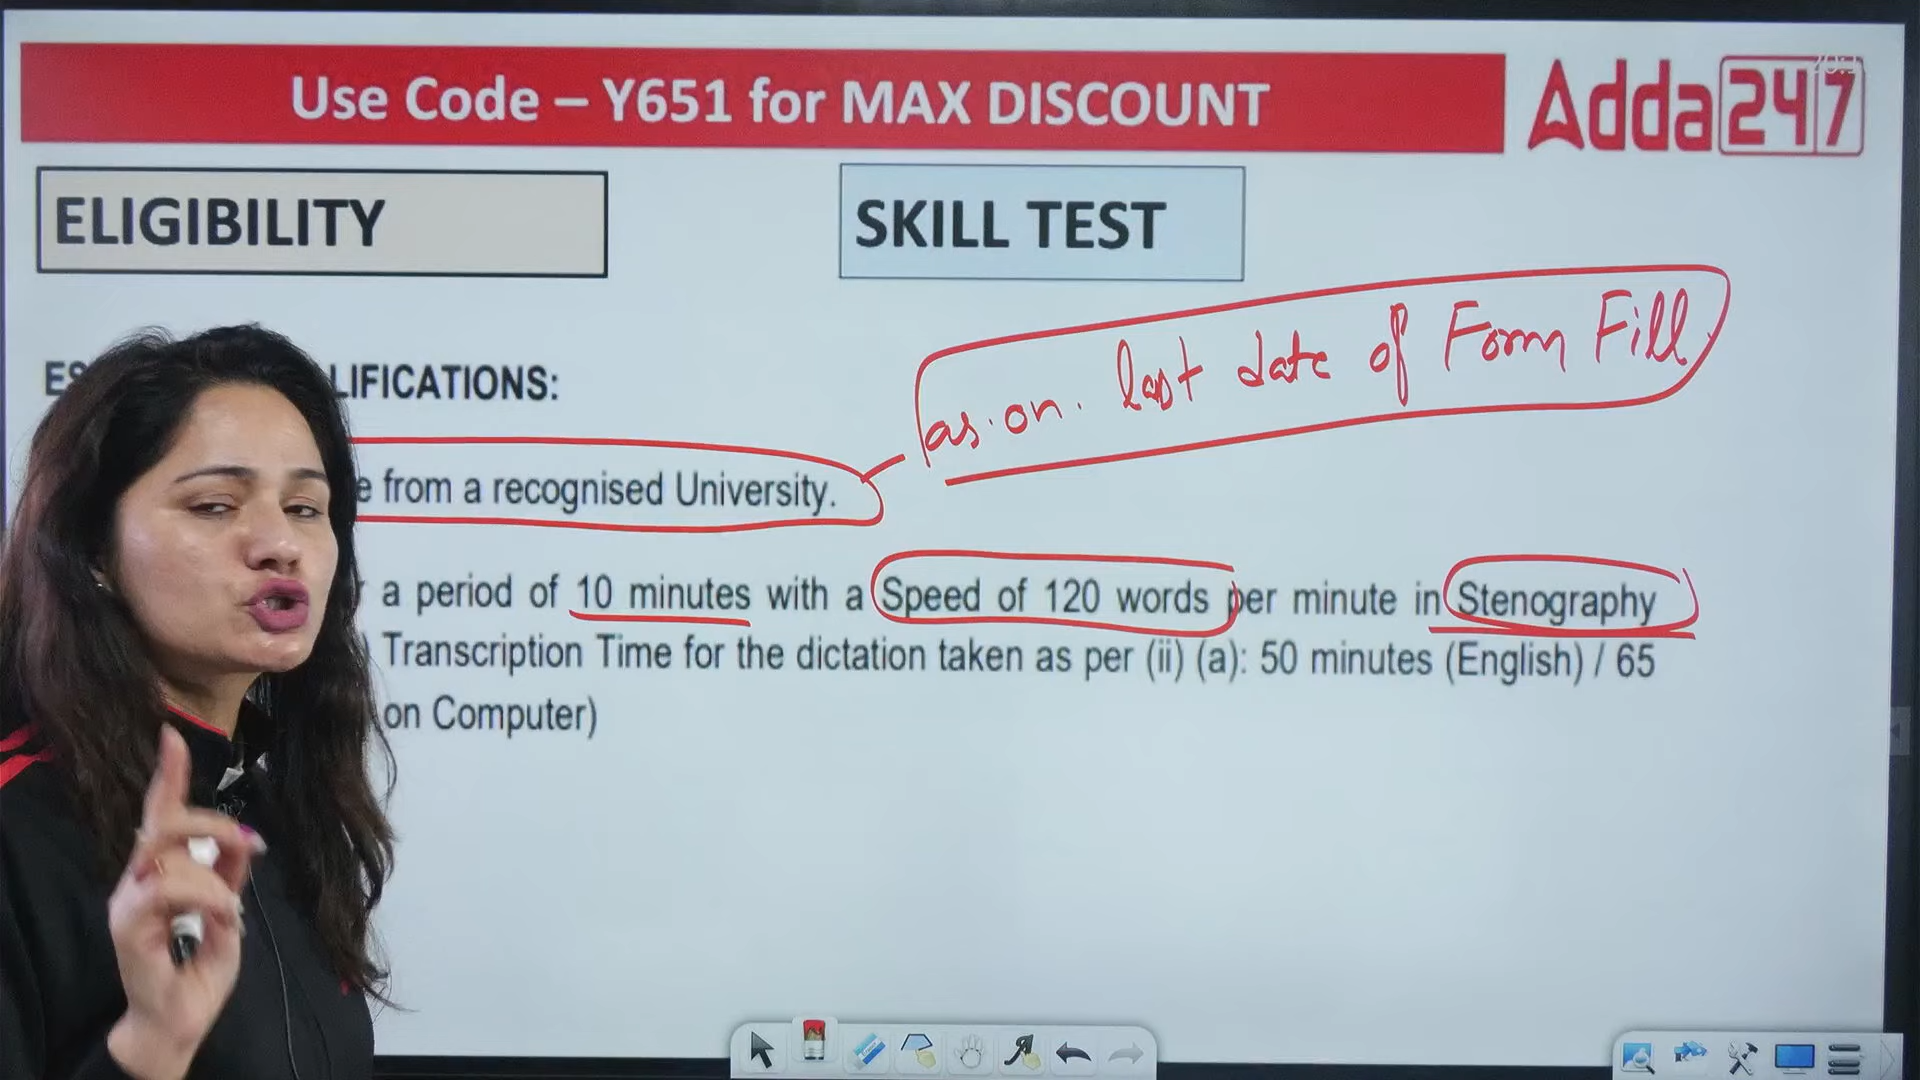 Use Code – Y651 for MAX DISCOUNT
Adda247
ELIGIBILITY
SKILL TEST
as on last date of Form Fill
LIFICATIONS:
from a recognised University.
a period of 10 minutes with a Speed of 120 words per minute in Stenography
Transcription Time for the dictation taken as per (ii) (a): 50 minutes (English) / 65
on Computer)